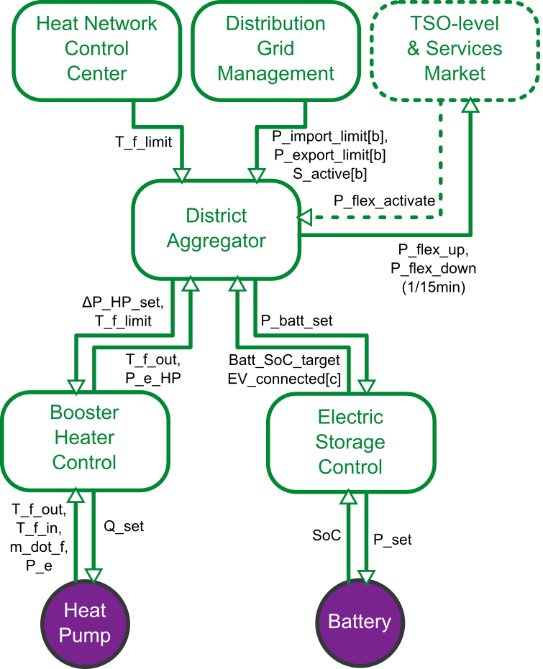 Heat Network
Control
Center
Distribution
Grid
Management
TSO-level
& Services
Market
T_f_limit
P_import_limit[b],
P_export_limit[b]
S_active[b]
P_flex_activate
District
Aggregator
P_flex_up,
P_flex_down
(1/15min)
ΔP_HP_set,
T_f_limit
P_batt_set
T_f_out,
P_e_HP
Batt_SoC_target
EV_connected[c]
Booster
Heater
Control
Electric
Storage
Control
T_f_out,
T_f_in,
m_dot_f,
P_e
Q_set
SoC
P_set
Heat
Pump
Battery